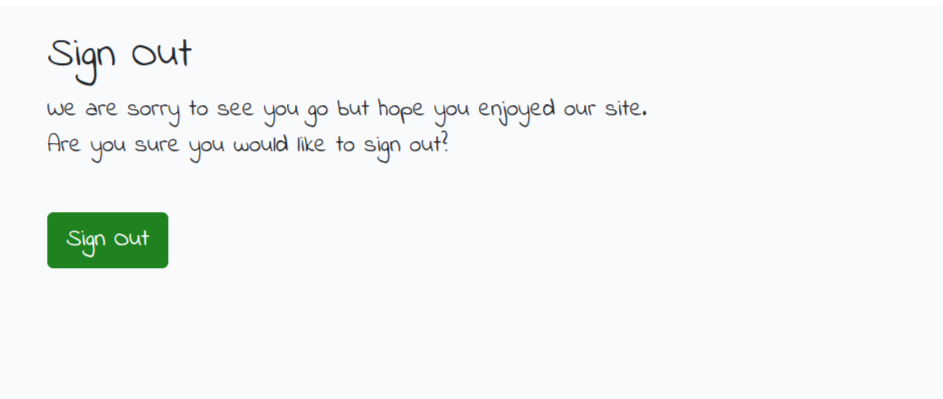 Sign Out
We are sorry to see you go but hope you enjoyed our site.
Are you sure you would like to sign out?
Sign Out